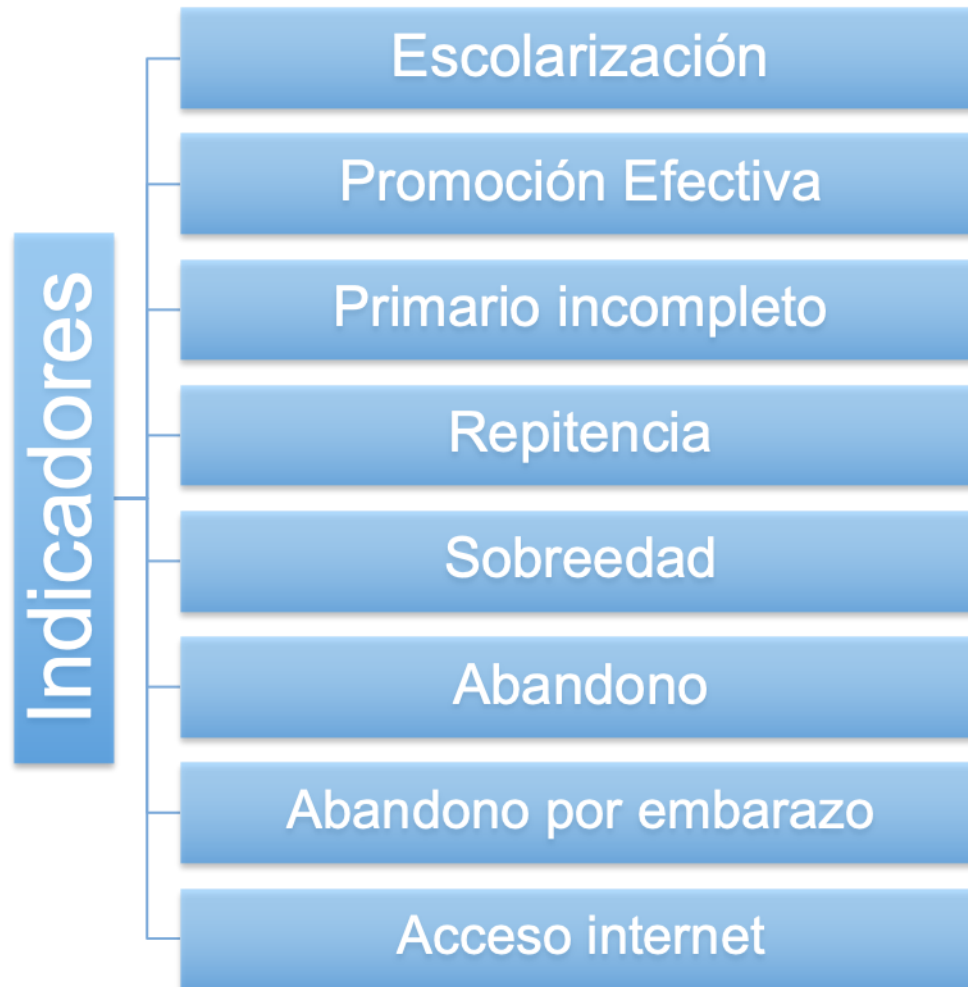 Indicadores
Escolarización
Promoción Efectiva
Primario incompleto
Repitencia
Sobreedad
Abandono
Abandono por embarazo
Acceso internet